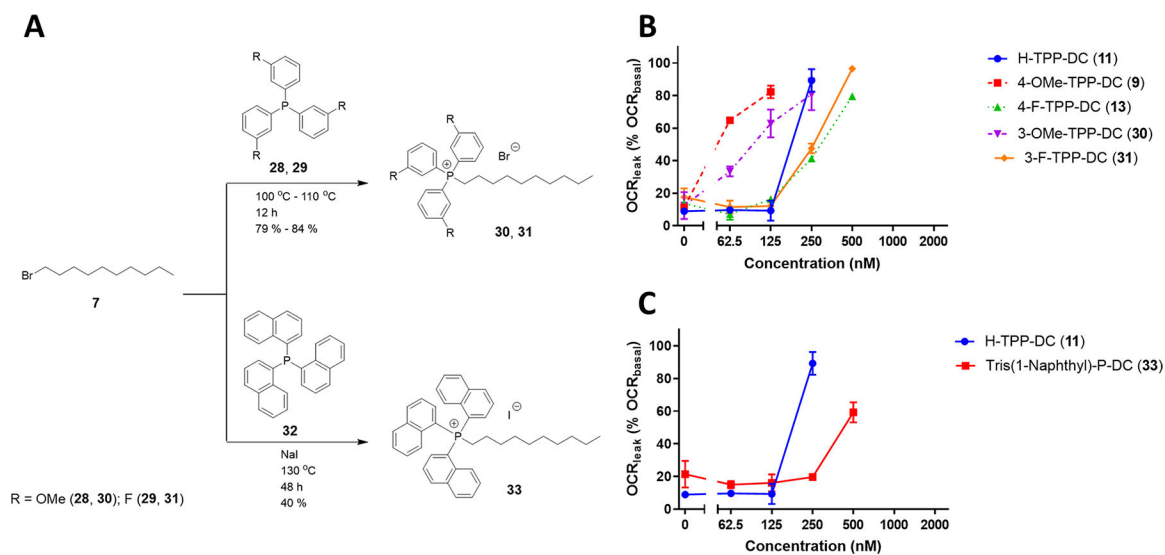 A
R
R
P
R
28, 29
100 °C - 110 °C
12 h
79 % - 84 %
R
R
P
+
Br
−
R
30, 31
Br
7
P
32
NaI
130 °C
48 h
40 %
P
+
I
−
33
R = OMe (28, 30); F (29, 31)
B
OCRleak (% OCRbasal)
100
80
60
40
20
0
0 62.5 125 250 500 1000 2000
Concentration (nM)
H-TPP-DC (11)
4-OMe-TPP-DC (9)
4-F-TPP-DC (13)
3-OMe-TPP-DC (30)
3-F-TPP-DC (31)
C
OCRleak (% OCRbasal)
100
80
60
40
20
0
0 62.5 125 250 500 1000 2000
Concentration (nM)
H-TPP-DC (11)
Tris(1-Naphthyl)-P-DC (33)